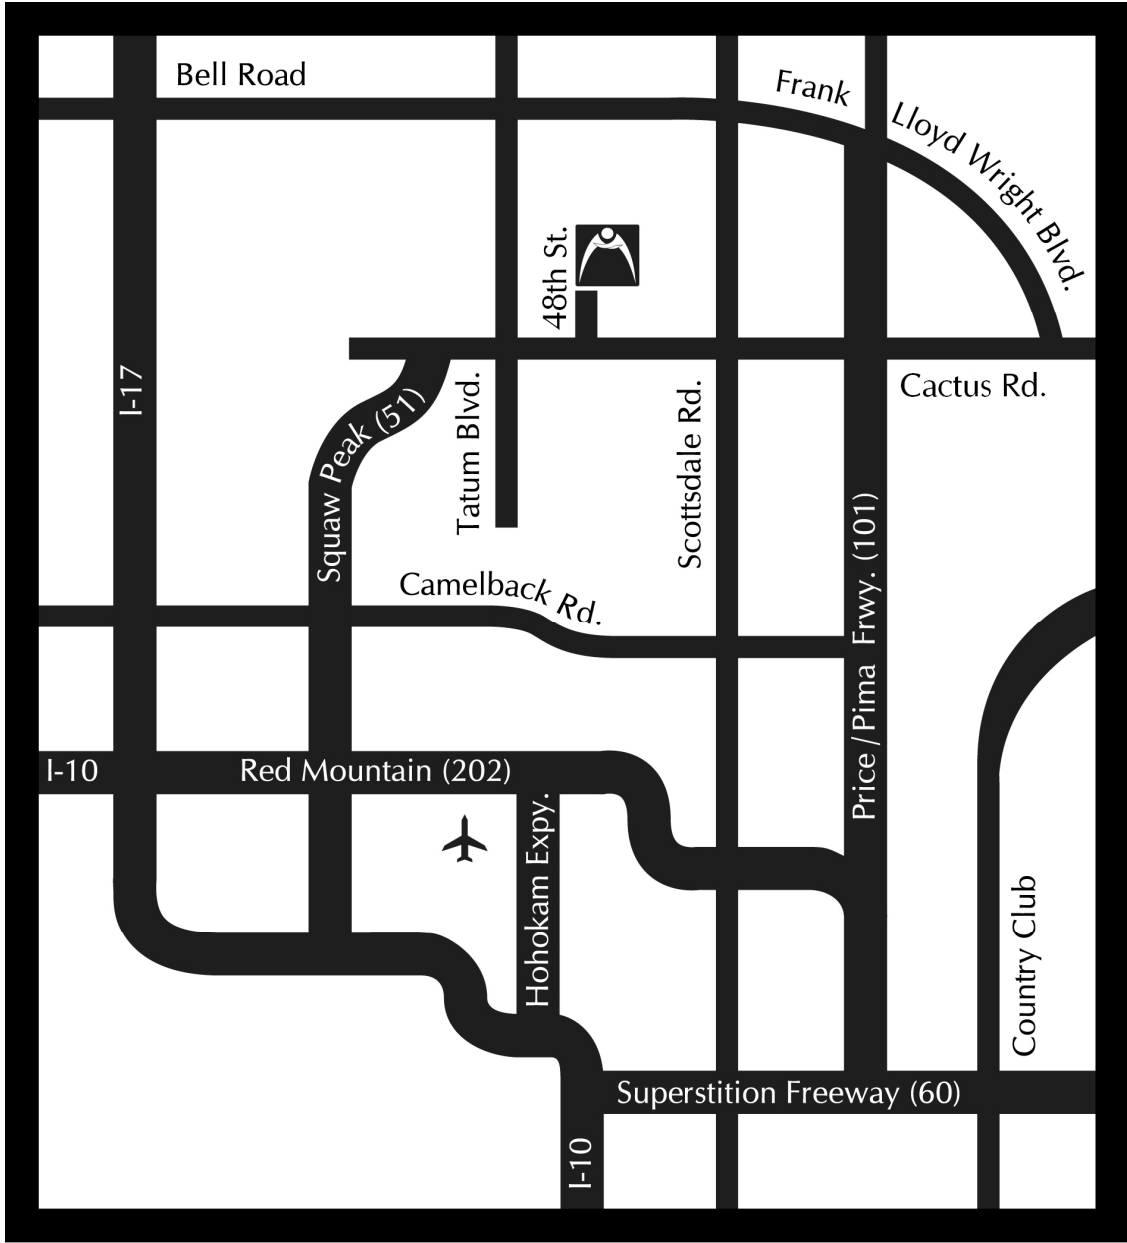 Bell Road
Frank
Lloyd Wright Blvd.
48th St.
I-17
Cactus Rd.
Squaw Peak (51)
Tatum Blvd.
Scottsdale Rd.
Camelback Rd.
Price / Pima Frwy. (101)
I-10
Red Mountain (202)
Hohokam Expy.
Country Club
Superstition Freeway (60)
I-10